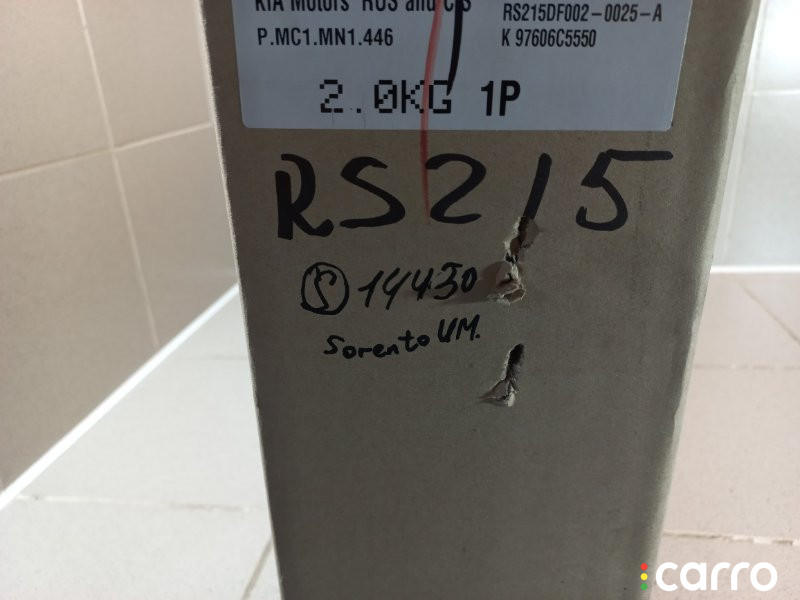 KIA Motors RUS and CIS
RS215DF002-0025-A
P.MC1.MN1.446
K 97606C5550
2.0KG 1P
RS215
S 14430
Sorento UM.
carro